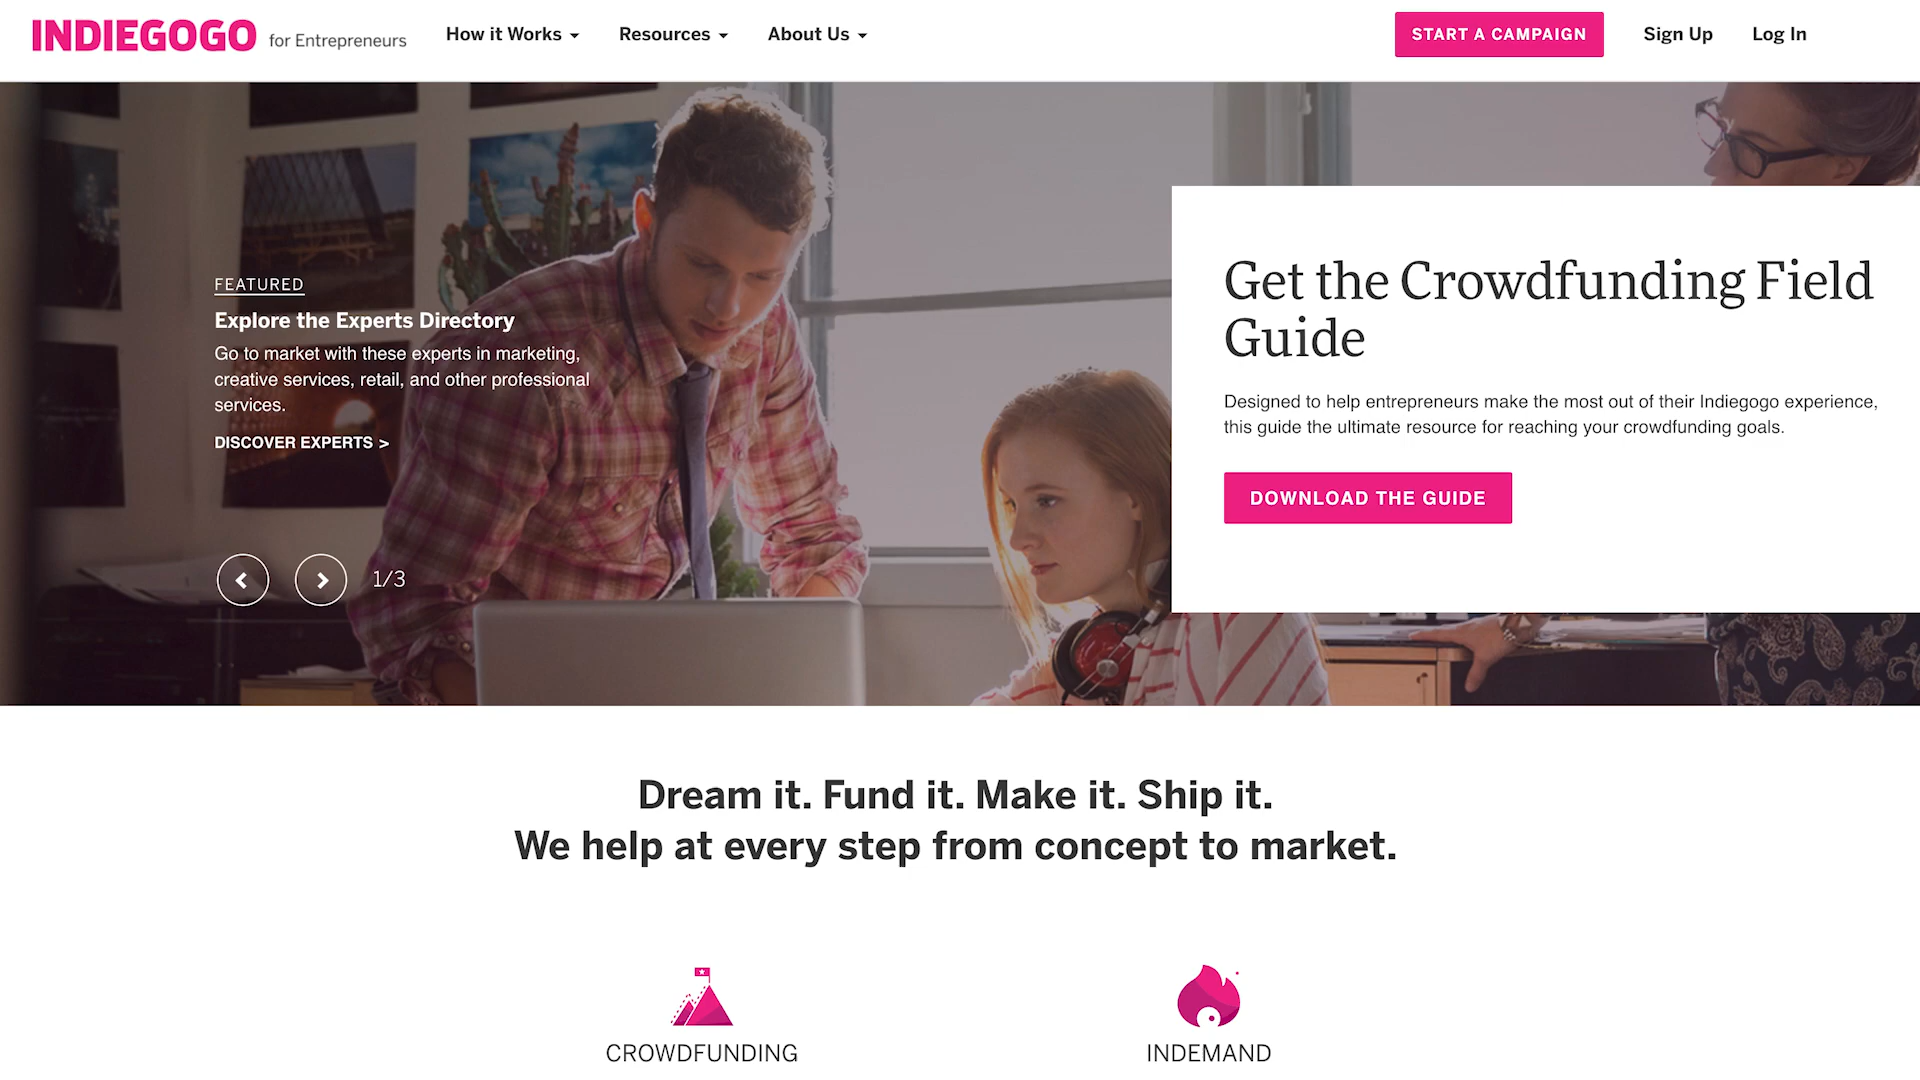 INDIEGOGO for Entrepreneurs
How it Works
Resources
About Us
START A CAMPAIGN
Sign Up
Log In
FEATURED
Explore the Experts Directory
Go to market with these experts in marketing,
creative services, retail, and other professional
services.
DISCOVER EXPERTS >
1/3
Get the Crowdfunding Field
Guide
Designed to help entrepreneurs make the most out of their Indiegogo experience,
this guide the ultimate resource for reaching your crowdfunding goals.
DOWNLOAD THE GUIDE
Dream it. Fund it. Make it. Ship it.
We help at every step from concept to market.
CROWDFUNDING
INDEMAND